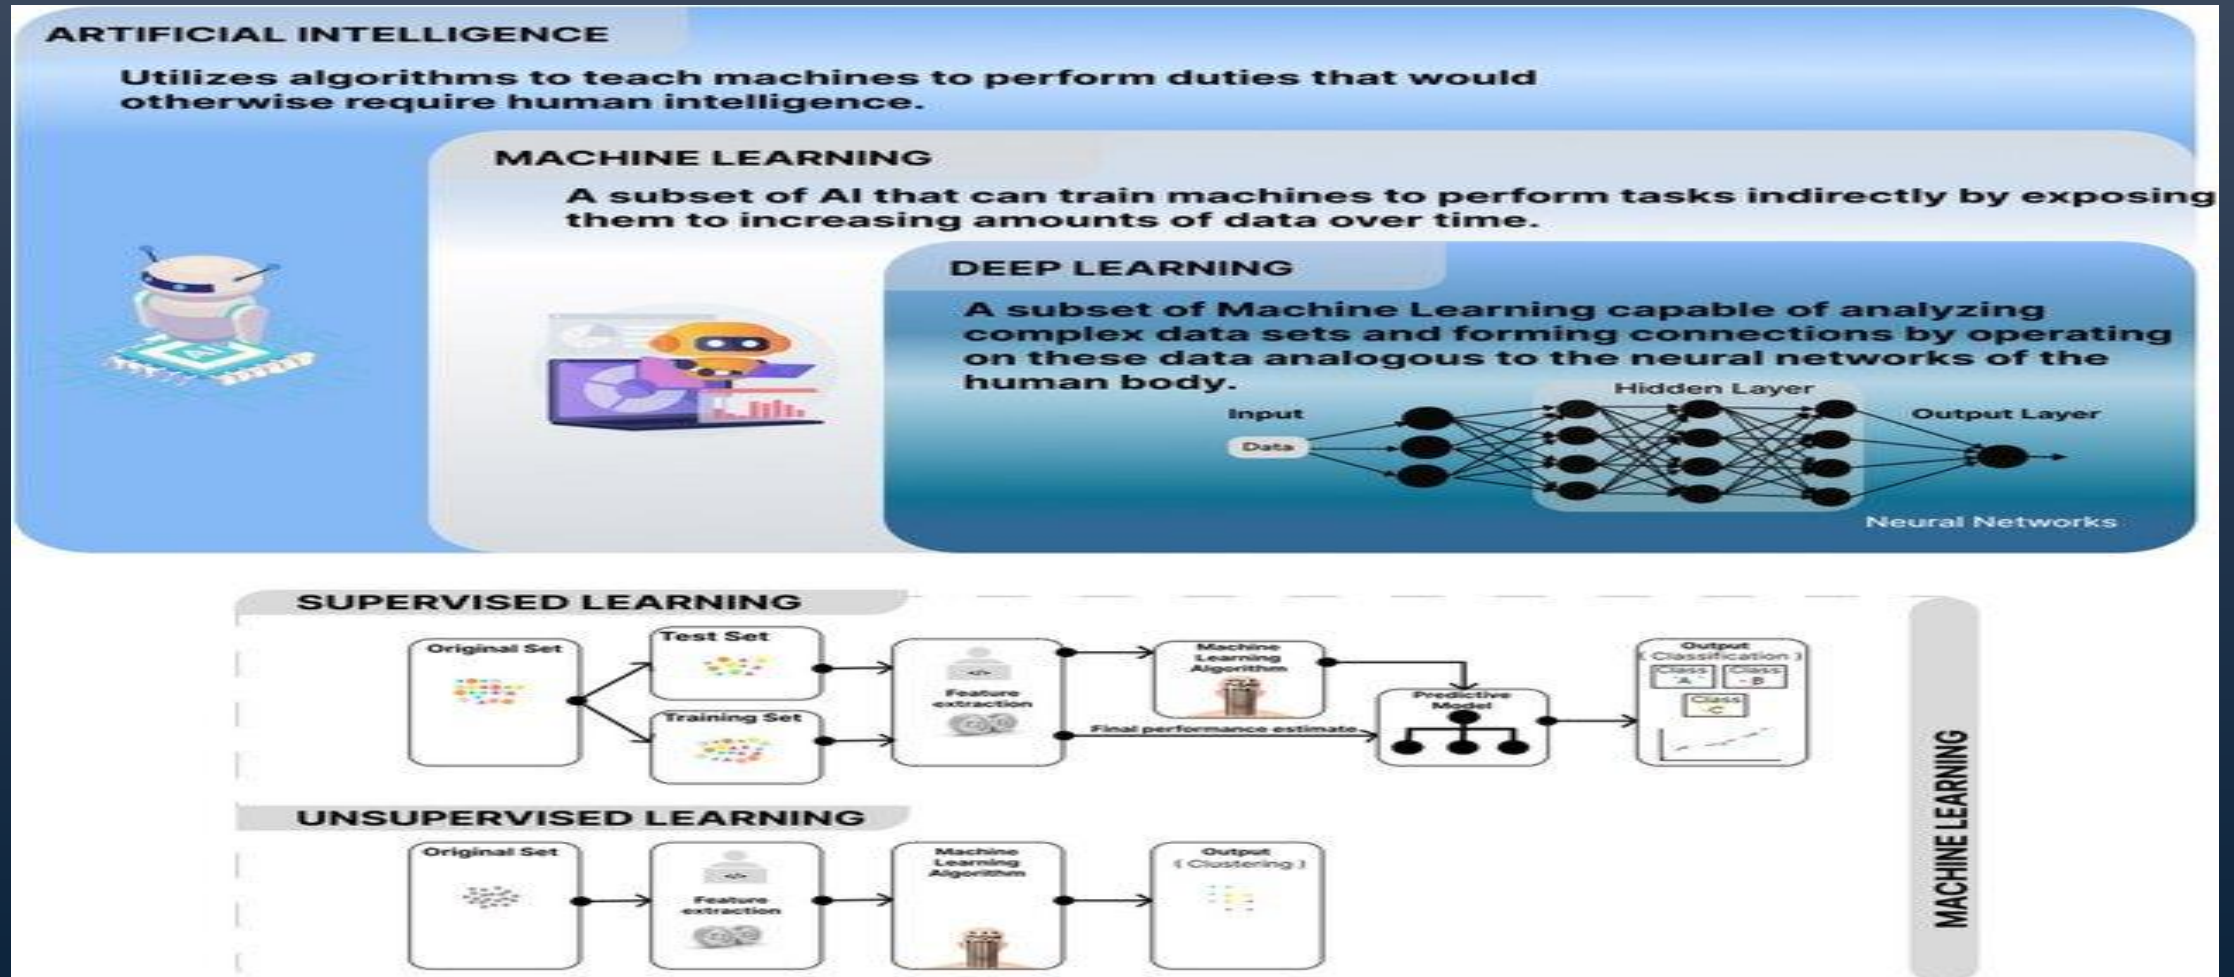 ARTIFICIAL INTELLIGENCE
Utilizes algorithms to teach machines to perform duties that would
otherwise require human intelligence.
MACHINE LEARNING
A subset of AI that can train machines to perform tasks indirectly by exposing
them to increasing amounts of data over time.
DEEP LEARNING
A subset of Machine Learning capable of analyzing
complex data sets and forming connections by operating
on these data analogous to the neural networks of the
human body.
Hidden Layer
Input
Output Layer
Data
Neural Networks
AI
SUPERVISED LEARNING
Original Set
Test Set
Training Set
</>
Feature
extraction
Machine
Learning
Algorithm
Final performance estimate
Predictive
Model
Output
( Classification )
Class
A
Class
- B
Class
C
UNSUPERVISED LEARNING
Original Set
</>
Feature
extraction
Machine
Learning
Algorithm
Output
( Clustering )
MACHINE LEARNING